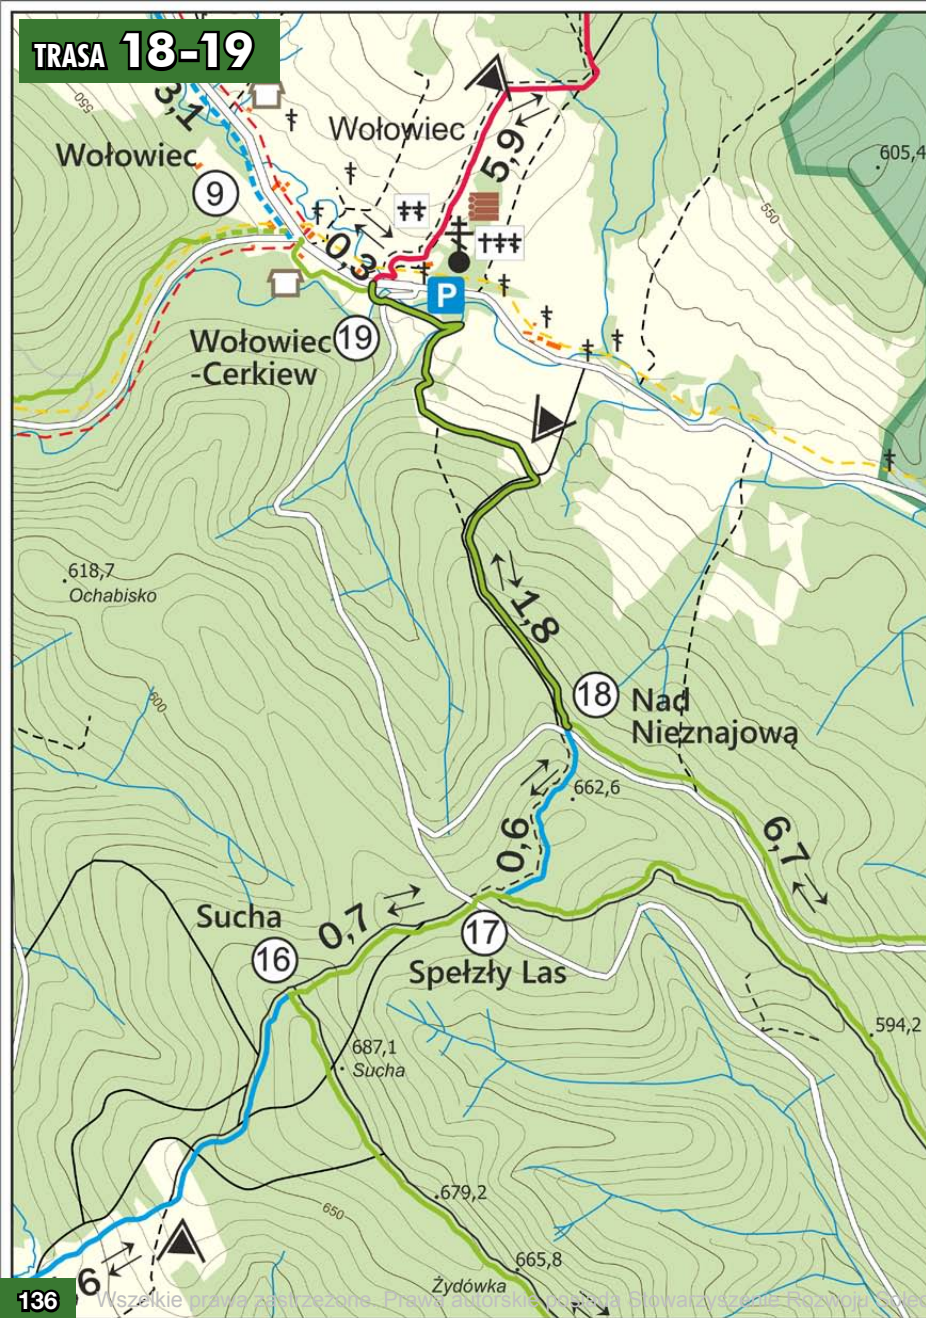 TRASA 18-19
550
3,1
Wołowiec
5,9
605,4
Wołowiec
9
550
0,3
P
Wołowiec
-Cerkiew
19
618,7
Ochabisko
1,8
600
18
Nad
Nieznajową
662,6
0,6
6,7
Sucha
0,7
16
17
Spełzły Las
594,2
687,1
Sucha
679,2
650
665,8
Żydówka
6
136
Wszelkie prawa zastrzeżone. Prawa autorskie posiada Stowarzyszenie Rozwoju